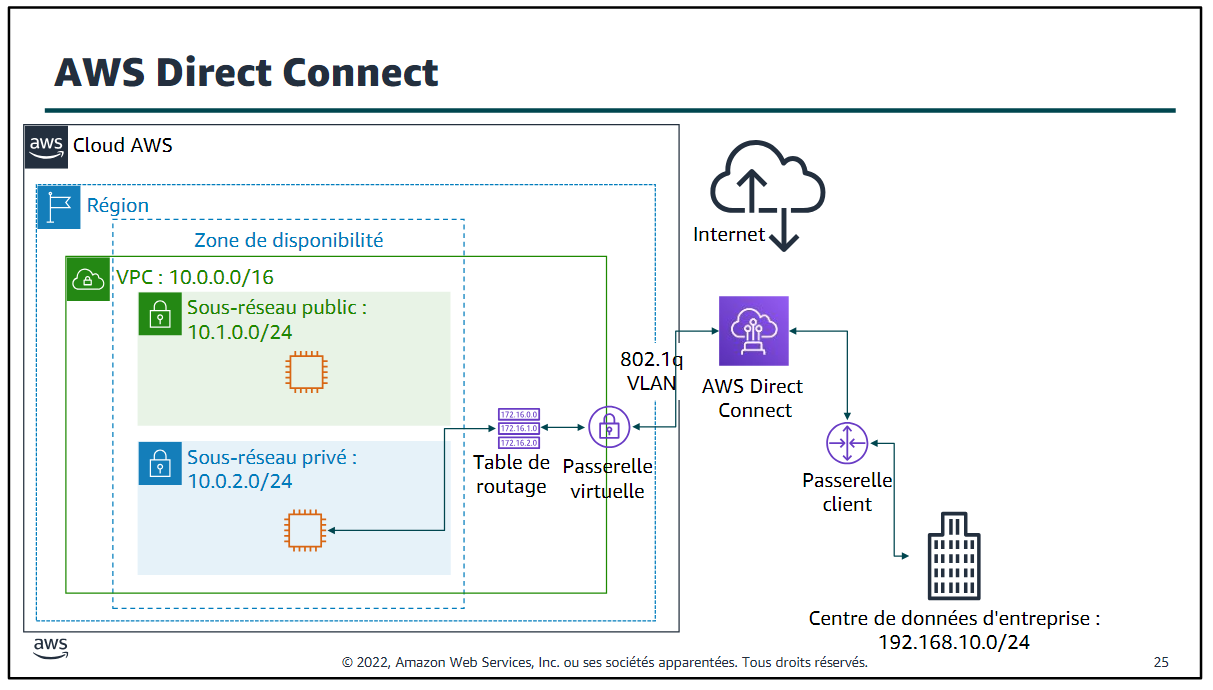 AWS Direct Connect
aws
Cloud AWS
Région
Zone de disponibilité
VPC : 10.0.0.0/16
Sous-réseau public :
10.1.0.0/24
Sous-réseau privé :
10.0.2.0/24
172.16.0.0
172.16.1.0
172.16.2.0
Table de
routage
Passerelle
virtuelle
802.1q
VLAN
Internet
AWS Direct
Connect
Passerelle
client
Centre de données d'entreprise :
192.168.10.0/24
aws
© 2022, Amazon Web Services, Inc. ou ses sociétés apparentées. Tous droits réservés.
25